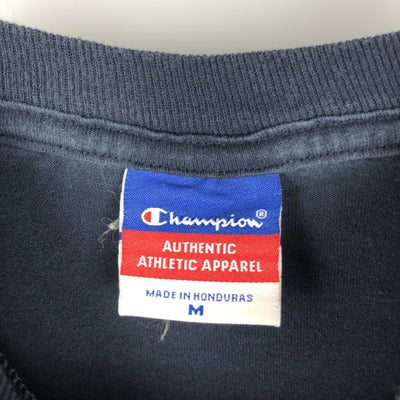 Champion®
AUTHENTIC
ATHLETIC APPAREL
MADE IN HONDURAS
M